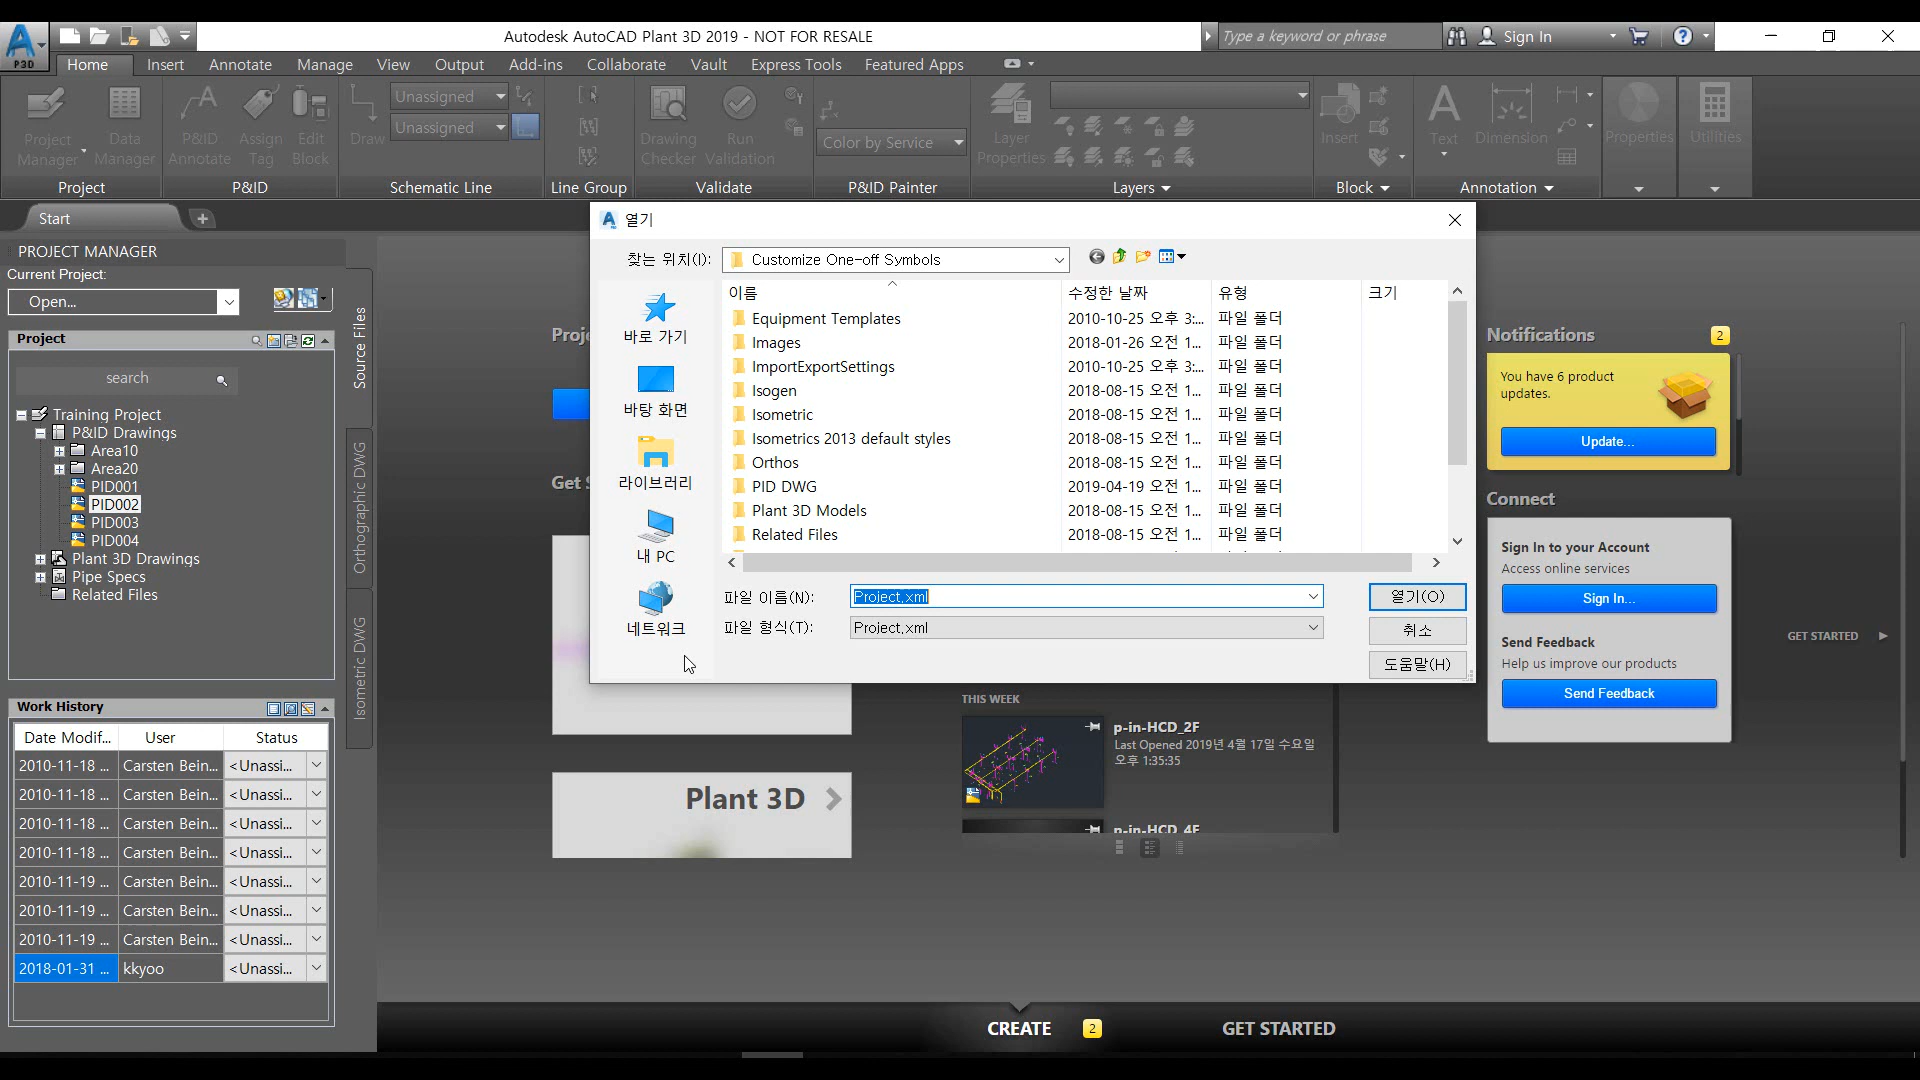 Autodesk AutoCAD Plant 3D 2019 - NOT FOR RESALE
Type a keyword or phrase
Sign In
P3D
Home Insert Annotate Manage View Output Add-ins Collaborate Vault Express Tools Featured Apps
Project Manager
Data Manager
P&ID Annotate
Assign Tag
Edit Block
Draw
Unassigned
Unassigned
Drawing Checker
Run Validation
Color by Service
Layer Properties
Insert
Text
Dimension
Properties
Utilities
Project P&ID Schematic Line Line Group Validate P&ID Painter Layers Block Annotation
Start
PROJECT MANAGER
Current Project:
Open...
Project
search
Training Project
P&ID Drawings
Area10
Area20
PID001
PID002
PID003
PID004
Plant 3D Drawings
Pipe Specs
Related Files
Source Files
Orthographic DWG
Isometric DWG
Work History
Date Modif... User Status
2010-11-18 ... Carsten Bein... <Unassi...
2010-11-18 ... Carsten Bein... <Unassi...
2010-11-18 ... Carsten Bein... <Unassi...
2010-11-18 ... Carsten Bein... <Unassi...
2010-11-19 ... Carsten Bein... <Unassi...
2010-11-19 ... Carsten Bein... <Unassi...
2010-11-19 ... Carsten Bein... <Unassi...
2018-01-31 ... kkyoo <Unassi...
열기
찾는 위치(I): Customize One-off Symbols
바로 가기
바탕 화면
라이브러리
내 PC
네트워크
이름 수정한 날짜 유형 크기
Equipment Templates 2010-10-25 오후 3:... 파일 폴더
Images 2018-01-26 오전 1... 파일 폴더
ImportExportSettings 2010-10-25 오후 3:... 파일 폴더
Isogen 2018-08-15 오전 1... 파일 폴더
Isometric 2018-08-15 오전 1... 파일 폴더
Isometrics 2013 default styles 2018-08-15 오전 1... 파일 폴더
Orthos 2018-08-15 오전 1... 파일 폴더
PID DWG 2019-04-19 오전 1... 파일 폴더
Plant 3D Models 2018-08-15 오전 1... 파일 폴더
Related Files 2018-08-15 오전 1... 파일 폴더
파일 이름(N): Project.xml 열기(O)
파일 형식(T): Project.xml 취소
도움말(H)
Proje
Get S
Plant 3D
THIS WEEK
p-in-HCD_2F
Last Opened 2019년 4월 17일 수요일
오후 1:35:35
p-in-HCD_4F
Notifications 2
You have 6 product
updates.
Update...
Connect
Sign In to your Account
Access online services
Sign In...
Send Feedback
Help us improve our products
Send Feedback
GET STARTED
CREATE 2 GET STARTED